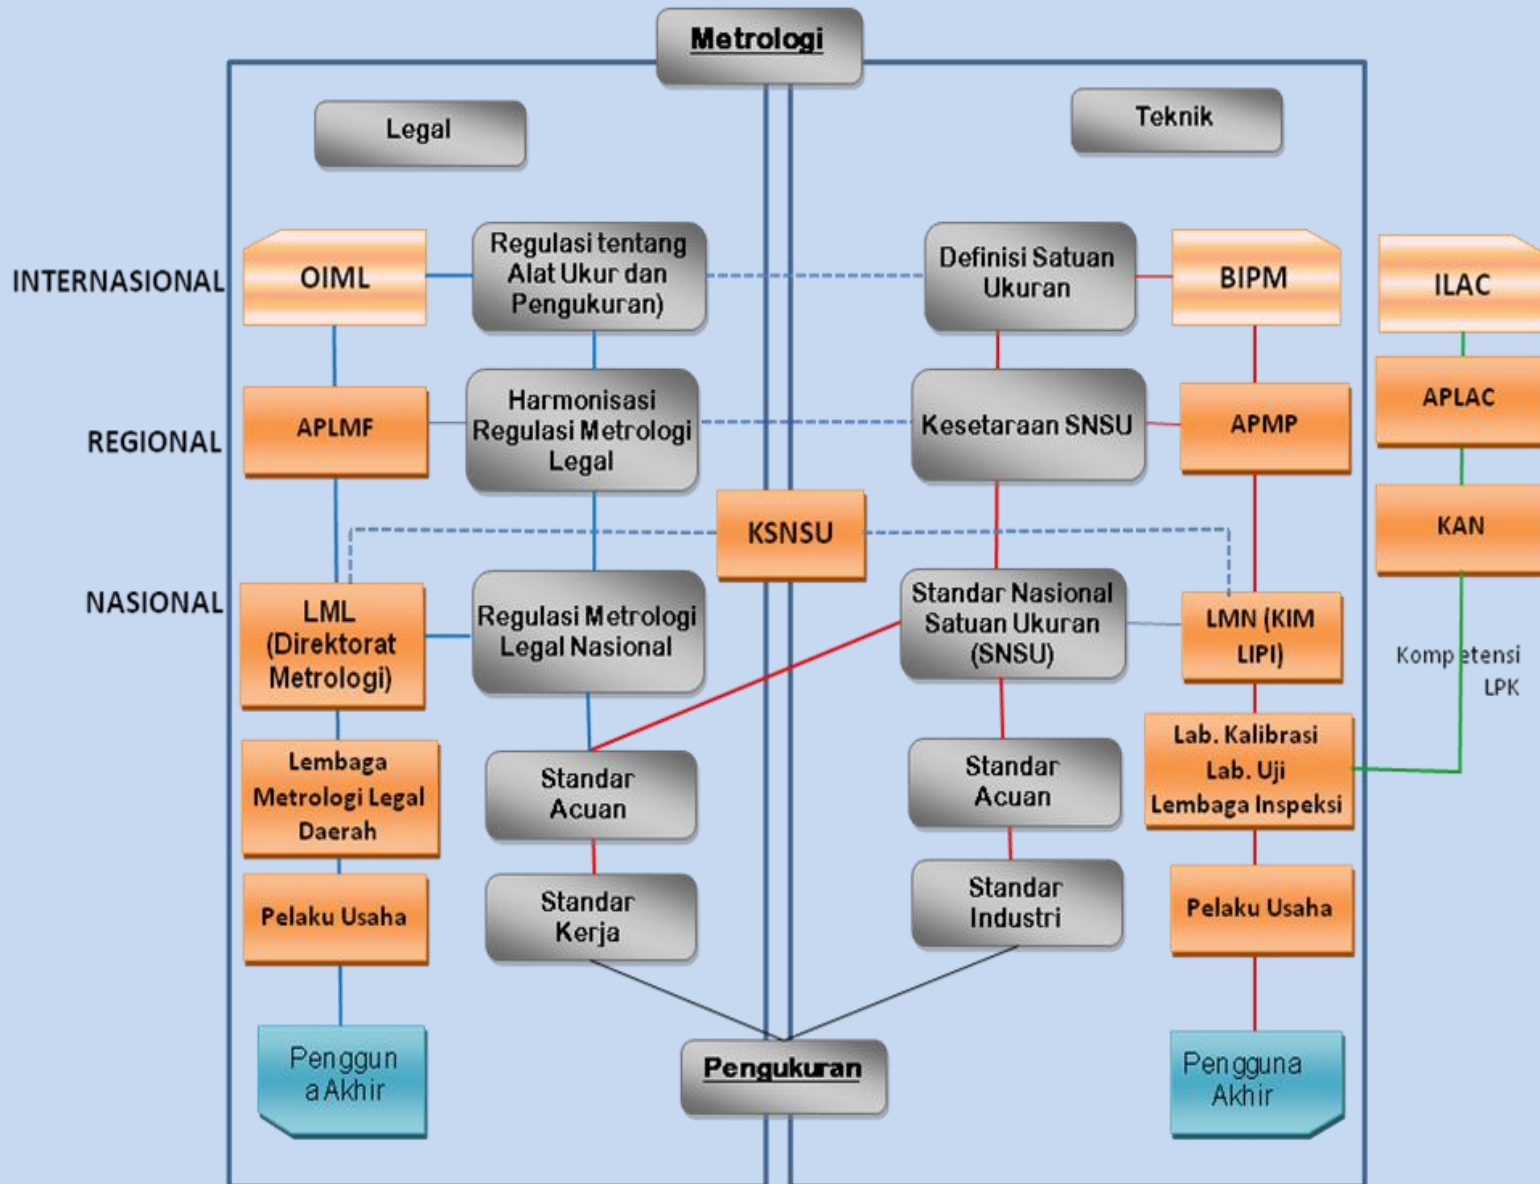 Metrologi
Legal
Teknik
INTERNASIONAL
OIML
Regulasi tentang
Alat Ukur dan
Pengukuran)
Definisi Satuan
Ukuran
BIPM
ILAC
REGIONAL
APLMF
Harmonisasi
Regulasi Metrologi
Legal
Kesetaraan SNSU
APMP
APLAC
KSNSU
KAN
NASIONAL
LML
(Direktorat
Metrologi)
Regulasi Metrologi
Legal Nasional
Standar Nasional
Satuan Ukuran
(SNSU)
LMN (KIM
LIPI)
Kompetensi
LPK
Lembaga
Metrologi Legal
Daerah
Standar
Acuan
Standar
Acuan
Lab. Kalibrasi
Lab. Uji
Lembaga Inspeksi
Pelaku Usaha
Standar
Kerja
Standar
Industri
Pelaku Usaha
Penggun
a Akhir
Pengukuran
Pengguna
Akhir